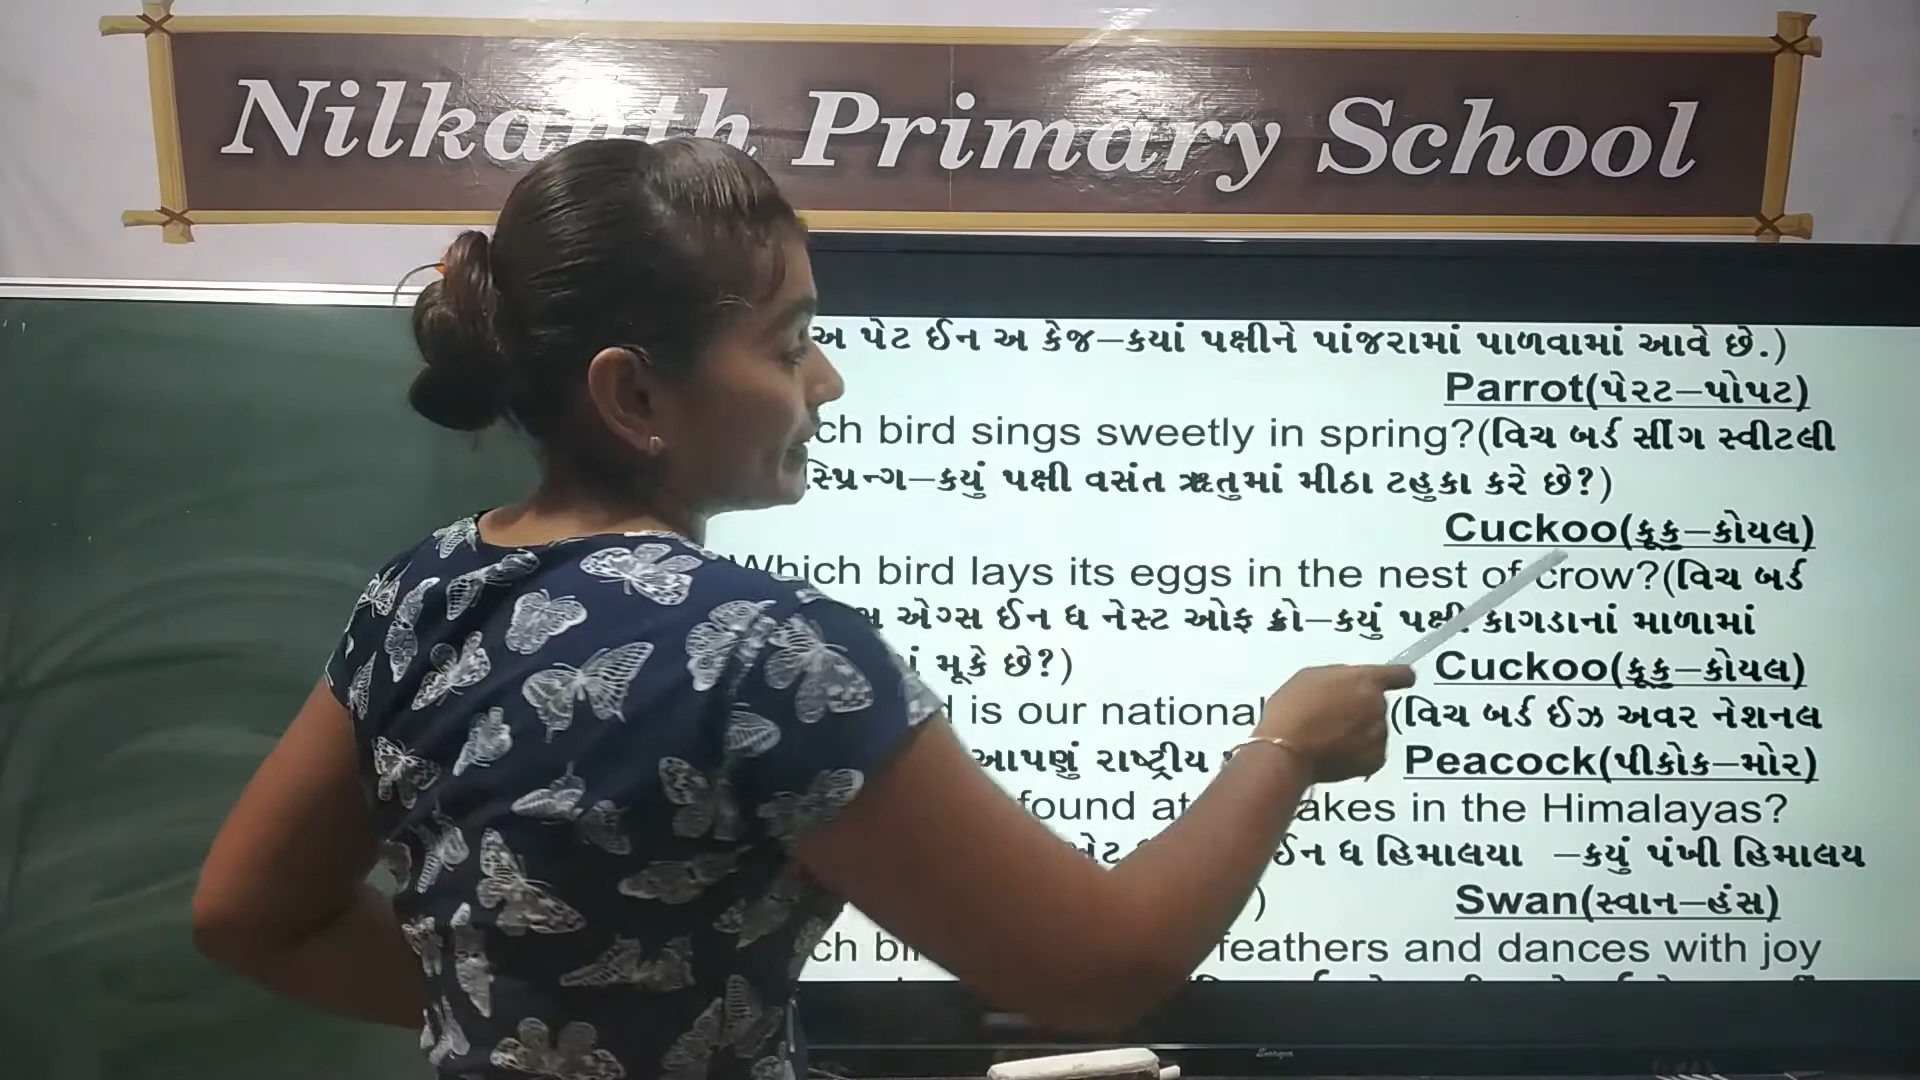 Nilkanth Primary School
અ પેટ ઈન અ કેજ–કયાં પક્ષીને પાંજરામાં પાળવામાં આવે છે.)
Parrot(પેરટ–પોપટ)
ch bird sings sweetly in spring?(વિચ બર્ડ સીંગ સ્વીટલી
સ્પ્રિન્ગ–કયું પક્ષી વસંત ઋતુમાં મીઠા ટહુકા કરે છે?)
Cuckoo(કૂકુ–કોયલ)
Which bird lays its eggs in the nest of crow?(વિચ બર્ડ
એગ્સ ઈન ધ નેસ્ટ ઓફ ક્રો–કયું પક્ષી કાગડાનાં માળામાં
મૂકે છે?)
Cuckoo(કૂકુ–કોયલ)
is our national (વિચ બર્ડ ઈઝ અવર નેશનલ
આપણું રાષ્ટ્રીય
Peacock(પીકોક–મોર)
found at akes in the Himalayas?
ઈન ધ હિમાલયા –કયું પંખી હિમાલય
)
Swan(સ્વાન–હંસ)
ch feathers and dances with joy